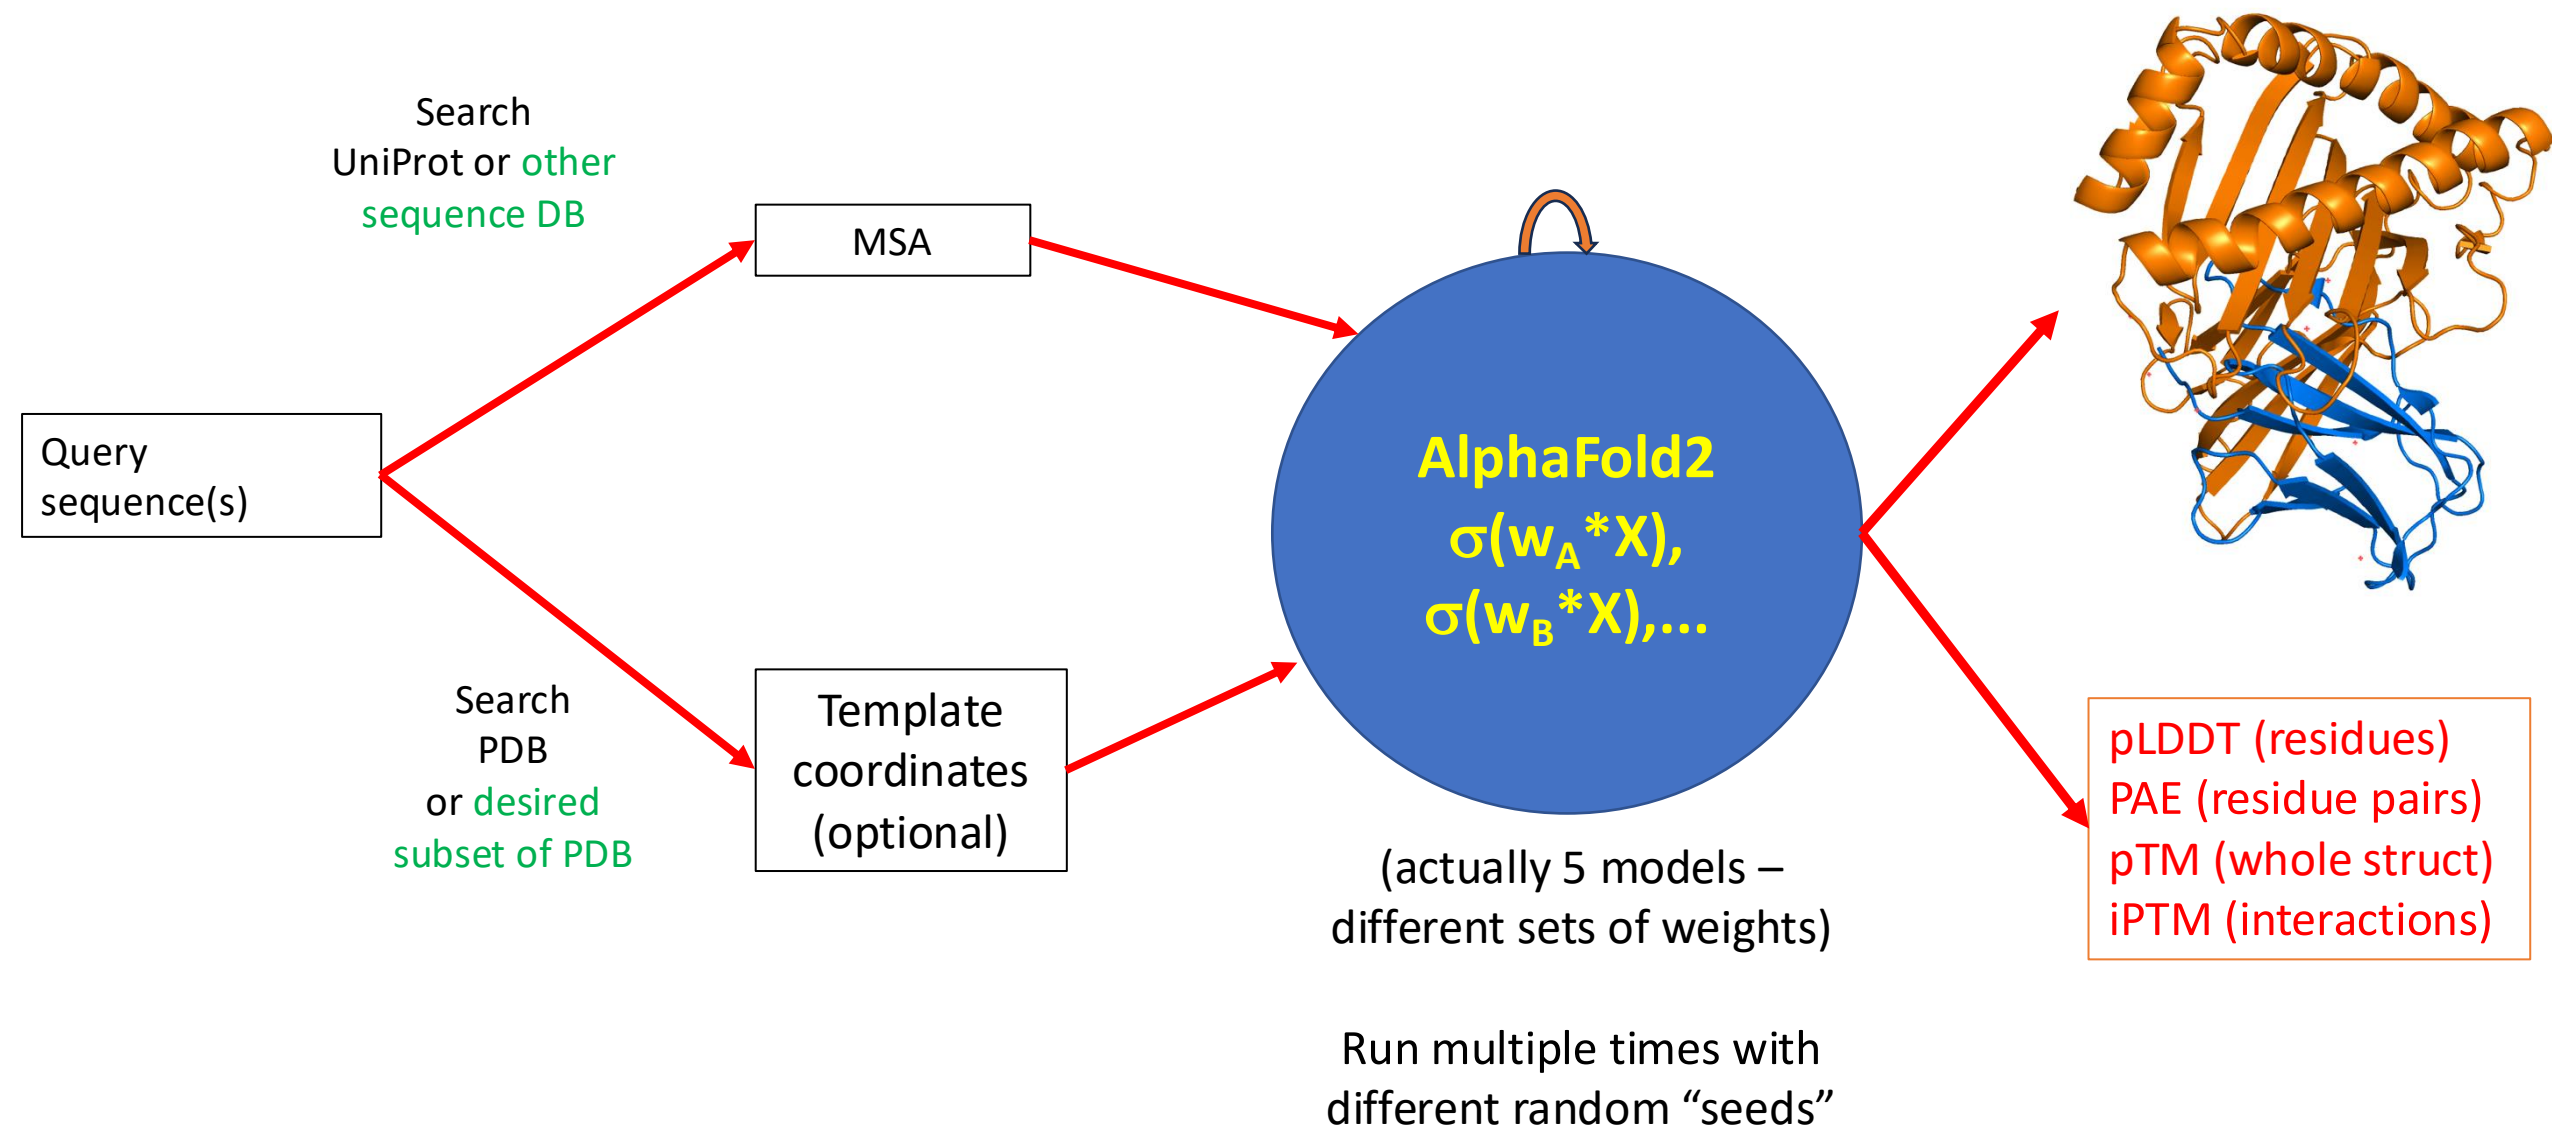 Search
UniProt or other
sequence DB
MSA
Query
sequence(s)
Search
PDB
or desired
subset of PDB
Template
coordinates
(optional)
AlphaFold2
σ(wA*X),
σ(wB*X),...
(actually 5 models –
different sets of weights)
Run multiple times with
different random “seeds”
pLDDT (residues)
PAE (residue pairs)
pTM (whole struct)
iPTM (interactions)